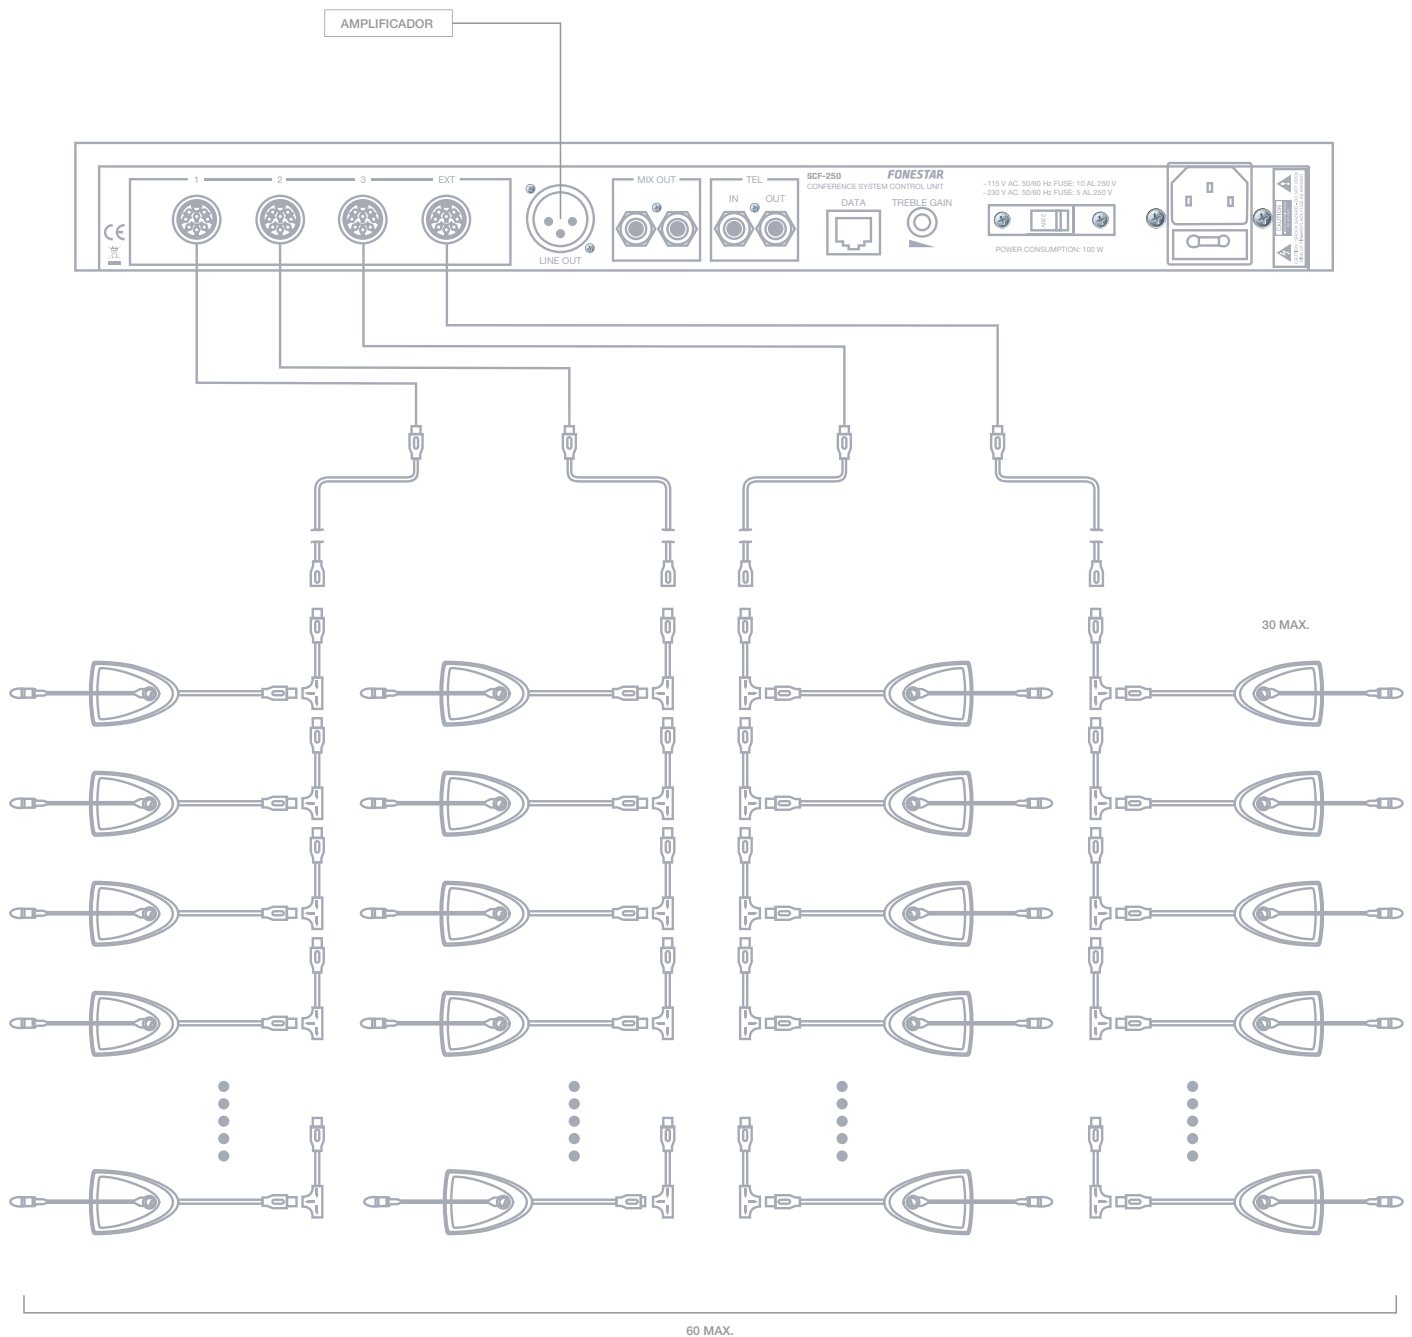 AMPLIFICADOR
1 2 3 EXT
LINE OUT
MIX OUT
TEL
IN OUT
SCF-250 FONESTAR
CONFERENCE SYSTEM CONTROL UNIT
DATA TREBLE GAIN
~115 V AC. 50/60 Hz FUSE: 10 AL 250 V
~230 V AC. 50/60 Hz FUSE: 5 AL 250 V
POWER CONSUMPTION: 100 W
CE
CAUTION
30 MAX.
60 MAX.